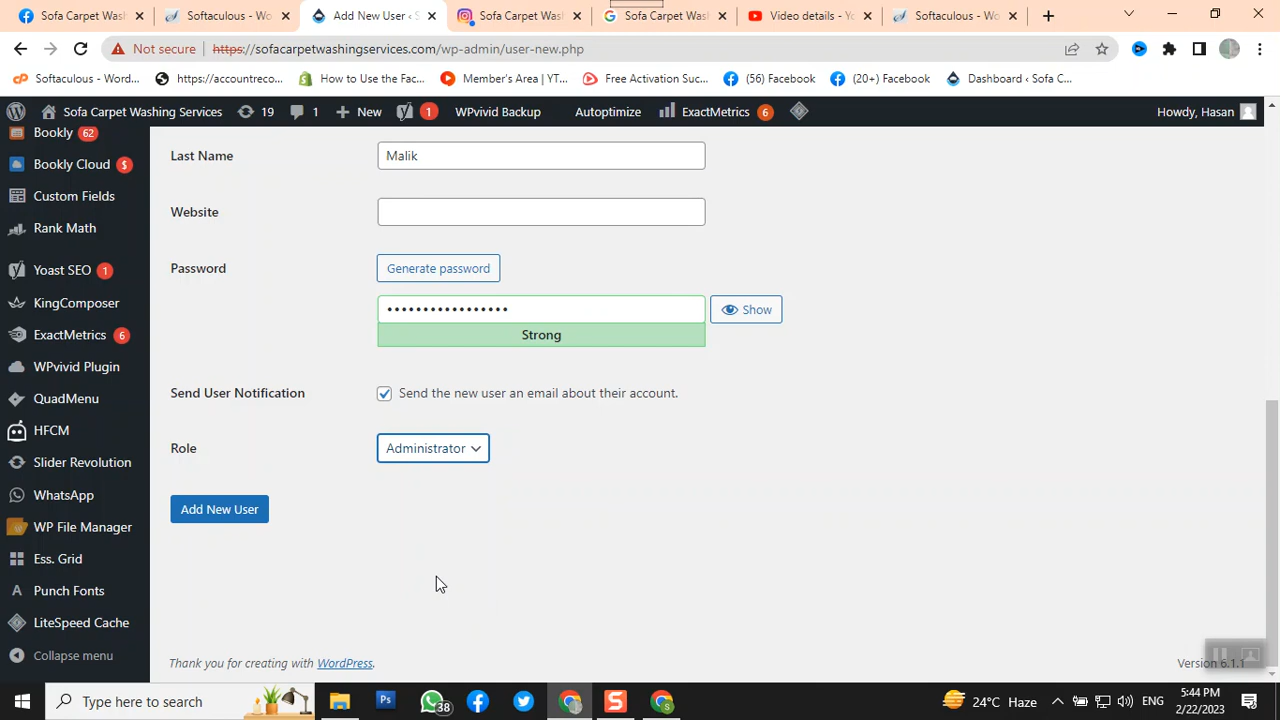 Sofa Carpet Wash
Softaculous - Wo
Add New User ‹ S
Sofa Carpet Was
Sofa Carpet Was
Video details - Yo
Softaculous - Wo
Not secure
https://sofacarpetwashingservices.com/wp-admin/user-new.php
Softaculous - Word...
https://accountreco...
How to Use the Fac...
Member's Area | YT...
Free Activation Suc...
(56) Facebook
(20+) Facebook
Dashboard ‹ Sofa C...
Sofa Carpet Washing Services
19
1
New
1
WPvivid Backup
Autoptimize
ExactMetrics 6
Howdy, Hasan
Bookly 62
Bookly Cloud $
Custom Fields
Rank Math
Yoast SEO 1
KingComposer
ExactMetrics 6
WPvivid Plugin
QuadMenu
HFCM
Slider Revolution
WhatsApp
WP File Manager
Ess. Grid
Punch Fonts
LiteSpeed Cache
Collapse menu
Last Name
Malik
Website
Password
Generate password
•••••••••••••••••
Show
Strong
Send User Notification
Send the new user an email about their account.
Role
Administrator
Add New User
Thank you for creating with WordPress.
Version 6.1.1
Type here to search
Ps
38
S
24°C Haze
ENG
5:44 PM
2/22/2023